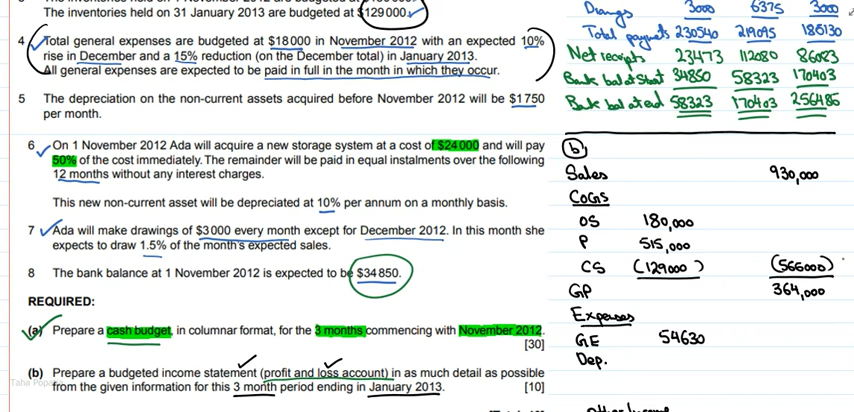 The inventories held on 31 January 2013 are budgeted at $129000.
4 Total general expenses are budgeted at $18000 in November 2012 with an expected 10%
rise in December and a 15% reduction (on the December total) in January 2013.
All general expenses are expected to be paid in full in the month in which they occur.
5 The depreciation on the non-current assets acquired before November 2012 will be $1750
per month.
6 On 1 November 2012 Ada will acquire a new storage system at a cost of $24000 and will pay
50% of the cost immediately. The remainder will be paid in equal instalments over the following
12 months without any interest charges.
This new non-current asset will be depreciated at 10% per annum on a monthly basis.
7 Ada will make drawings of $3000 every month except for December 2012. In this month she
expects to draw 1.5% of the month's expected sales.
8 The bank balance at 1 November 2012 is expected to be $34850.
REQUIRED:
(a) Prepare a cash budget, in columnar format, for the 3 months commencing with November 2012.
[30]
(b) Prepare a budgeted income statement (profit and loss account) in as much detail as possible
from the given information for this 3 month period ending in January 2013. [10]
Taha Popa
3000 6375 3000
Total payments 230540 219095 186130
Net receipts 23473 112080 86083
Bank bal at start 34850 58323 170403
Bank bal at end 58323 170403 256486
(b)
Sales 930,000
COGS
OS 180,000
P 515,000
CS (129000) (566000)
GP 364,000
Expenses
GE 54630
Dep.
other Income